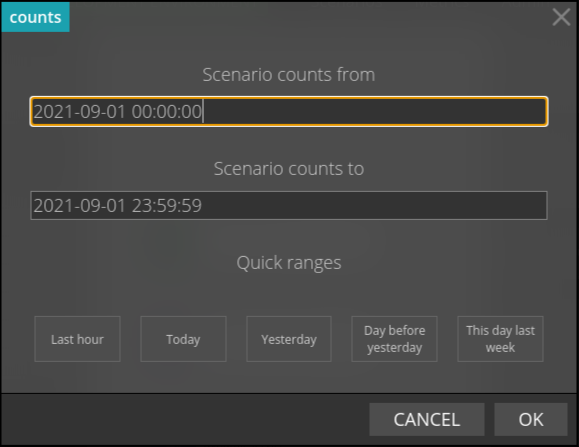 counts
Scenario counts from
2021-09-01 00:00:00
Scenario counts to
2021-09-01 23:59:59
Quick ranges
Last hour
Today
Yesterday
Day before
yesterday
This day last
week
CANCEL
OK